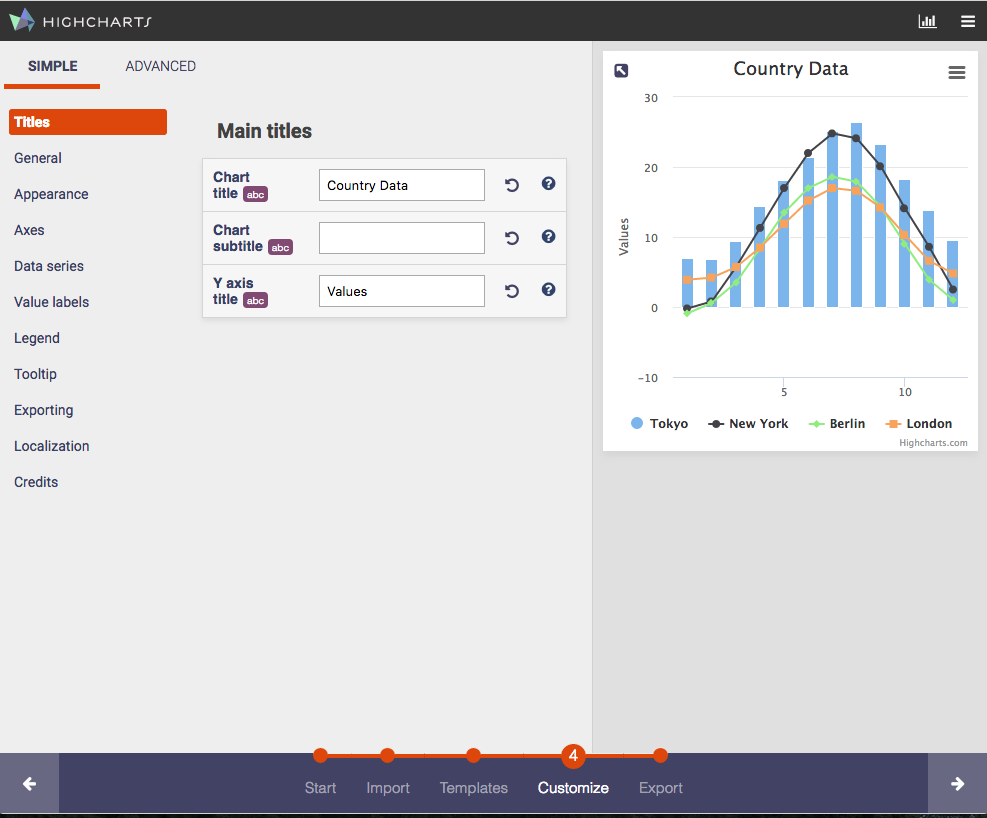 HIGHCHARTS
SIMPLE
ADVANCED
Titles
General
Appearance
Axes
Data series
Value labels
Legend
Tooltip
Exporting
Localization
Credits
Main titles
Chart
title abc
Country Data
?
Chart
subtitle abc
?
Y axis
title abc
Values
?
Country Data
30
20
10
0
-10
Values
5
10
Tokyo
New York
Berlin
London
Highcharts.com
4
Start
Import
Templates
Customize
Export